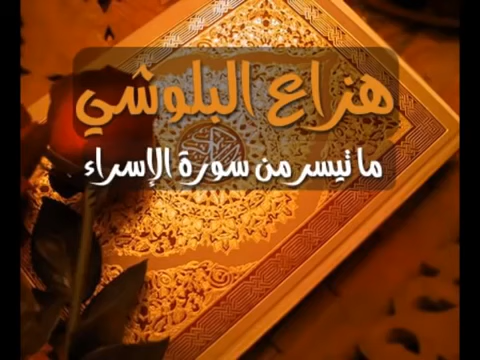 هزاع البلوشي
ما تيسر من سورة الإسراء